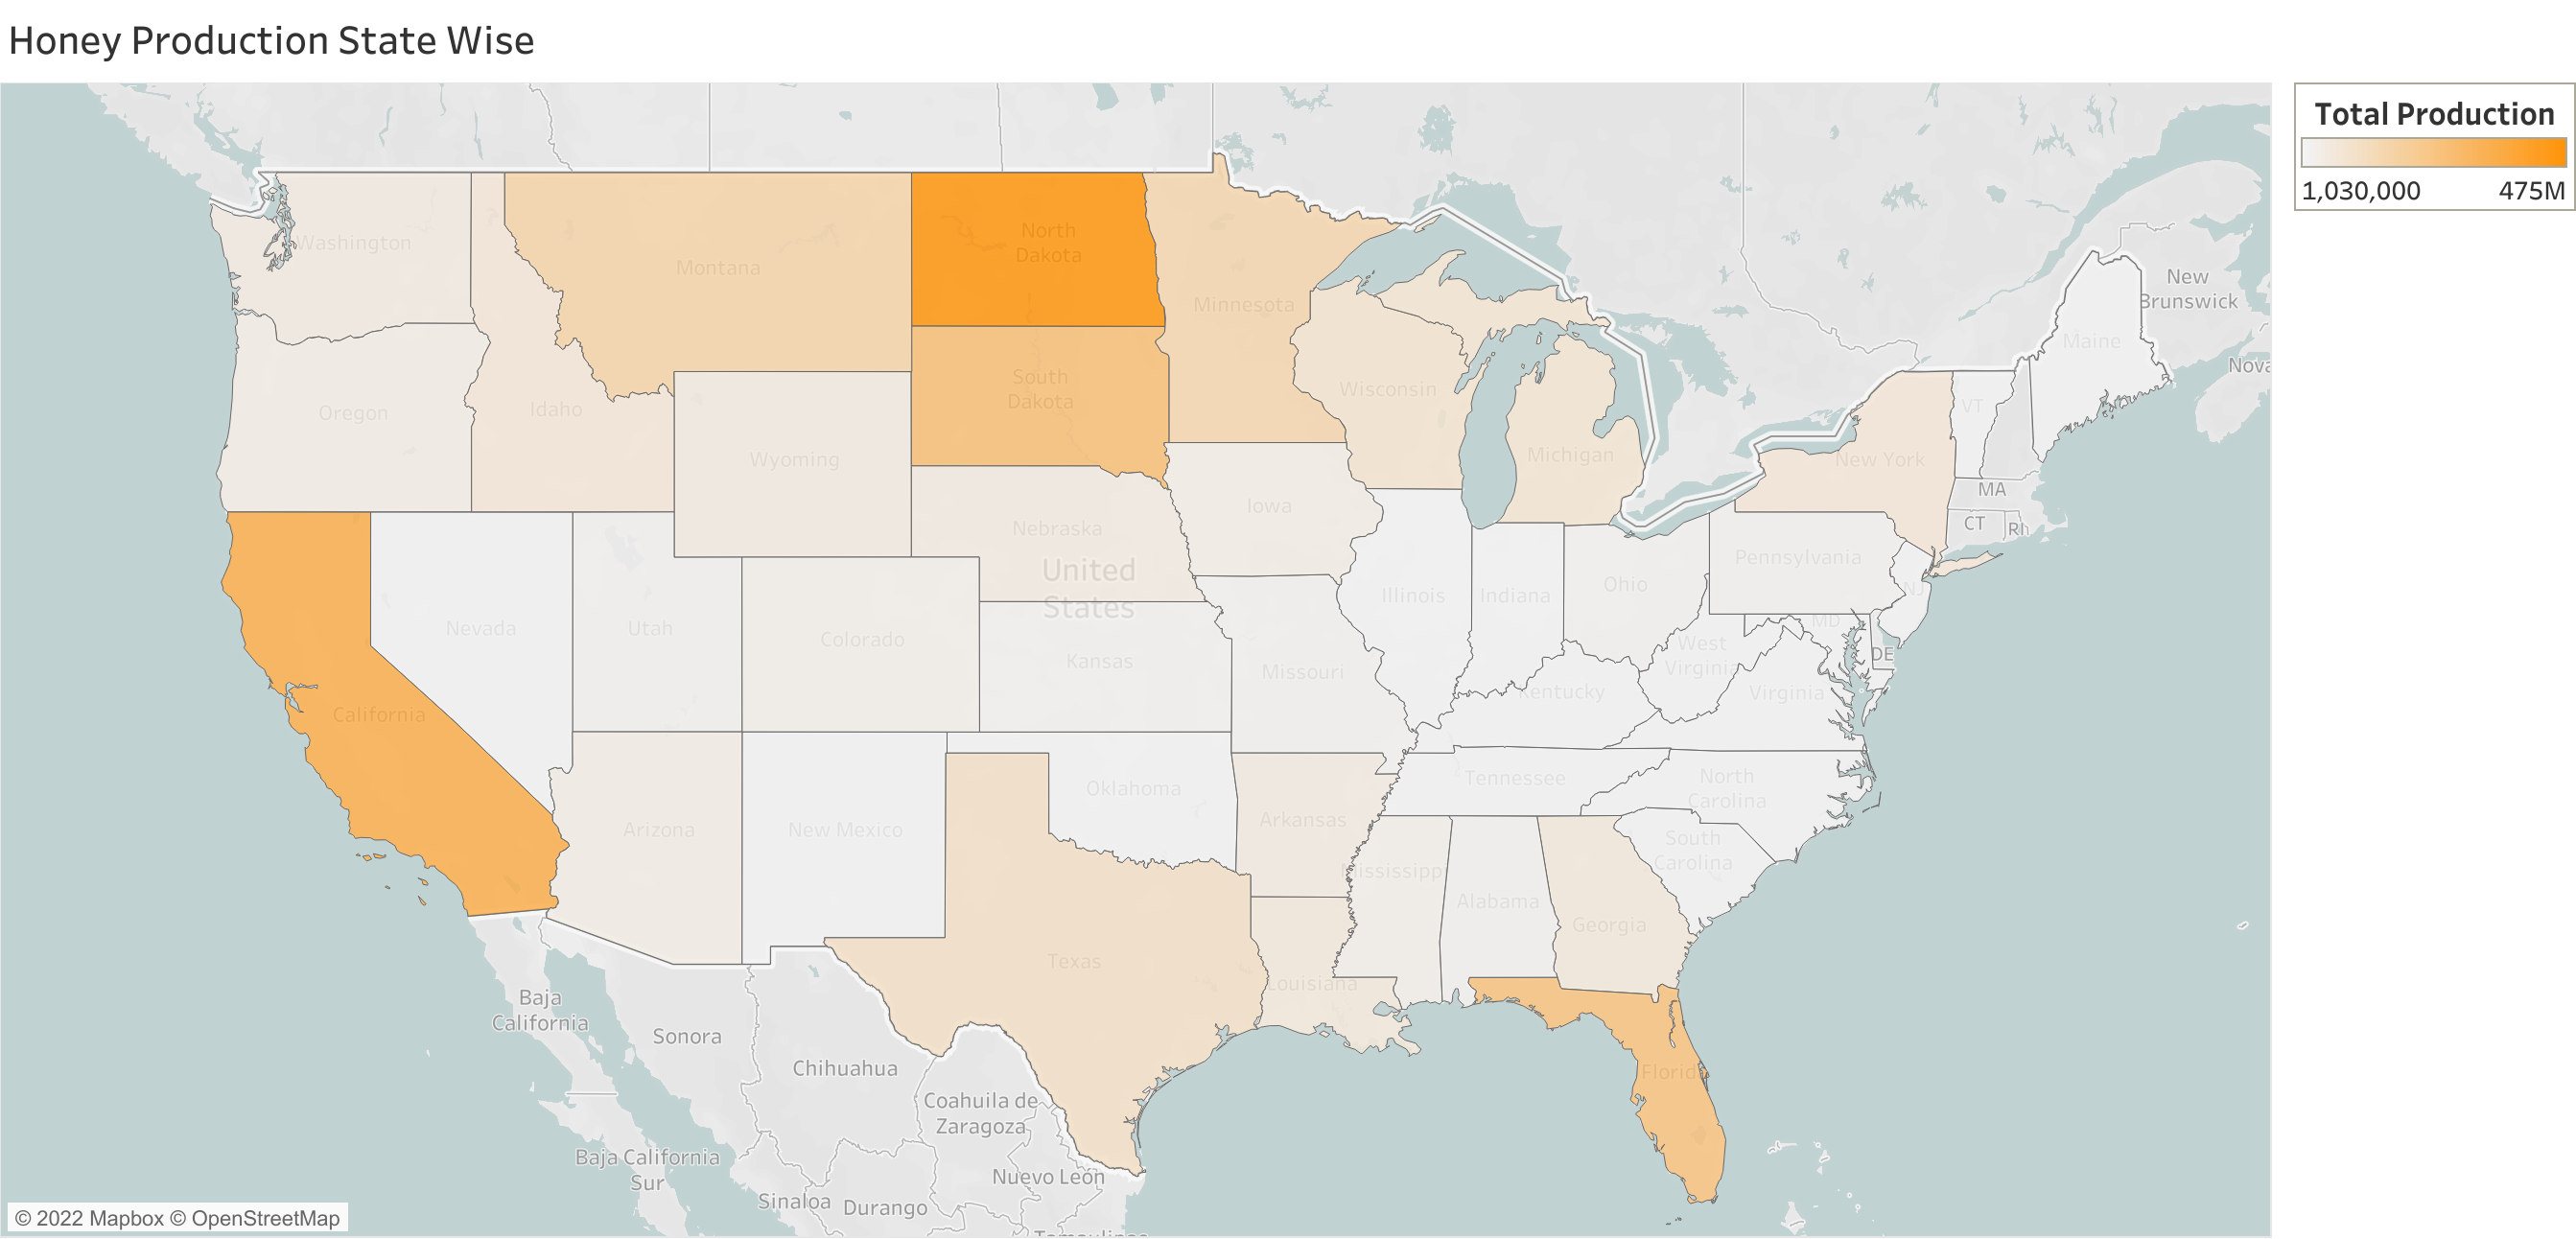 Honey Production State Wise
Total Production
1,030,000 475M
Washington
Montana
North
Dakota
Minnesota
Oregon
Idaho
Wyoming
South
Dakota
Wisconsin
Michigan
New York
VT
Maine
New
Brunswick
Nova
MA
CT
RI
Nebraska
Iowa
Illinois
Indiana
Ohio
Pennsylvania
NJ
MD
DE
United
States
Nevada
Utah
Colorado
Kansas
Missouri
West
Virginia
Virginia
Kentucky
California
Arizona
New Mexico
Oklahoma
Arkansas
Tennessee
North
Carolina
South
Carolina
Mississippi
Alabama
Georgia
Texas
Louisiana
Florida
Baja
California
Sonora
Chihuahua
Coahuila de
Zaragoza
Baja California
Sur
Nuevo León
Sinaloa
Durango
Tamaulipas
© 2022 Mapbox © OpenStreetMap